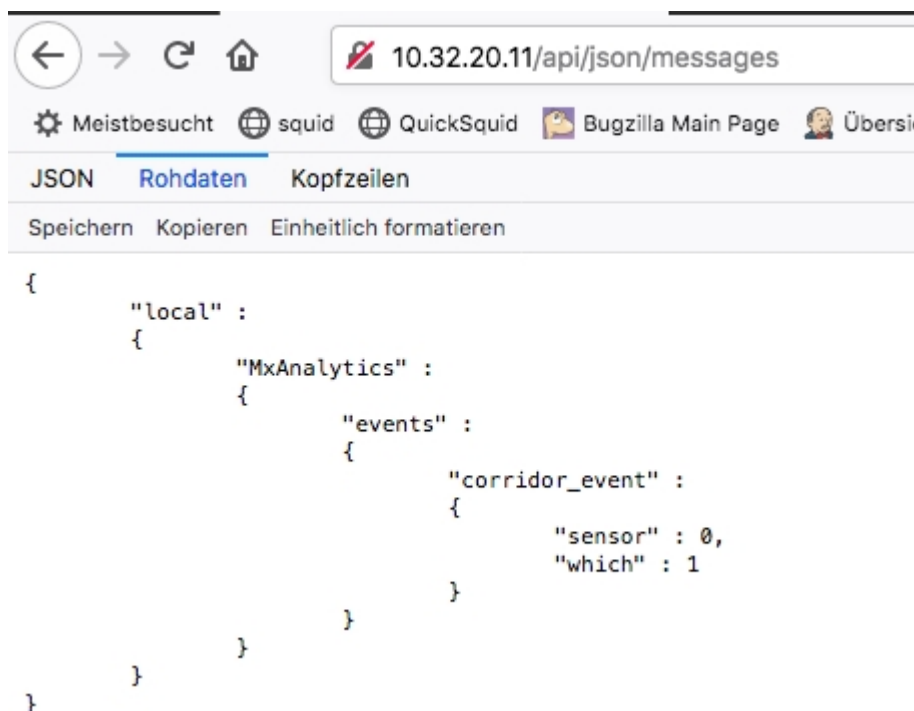 10.32.20.11/api/json/messages
Meistbesucht squid QuickSquid Bugzilla Main Page Übersi
JSON Rohdaten Kopfzeilen
Speichern Kopieren Einheitlich formatieren
{
"local" :
{
"MxAnalytics" :
{
"events" :
{
"corridor_event" :
{
"sensor" : 0,
"which" : 1
}
}
}
}
}